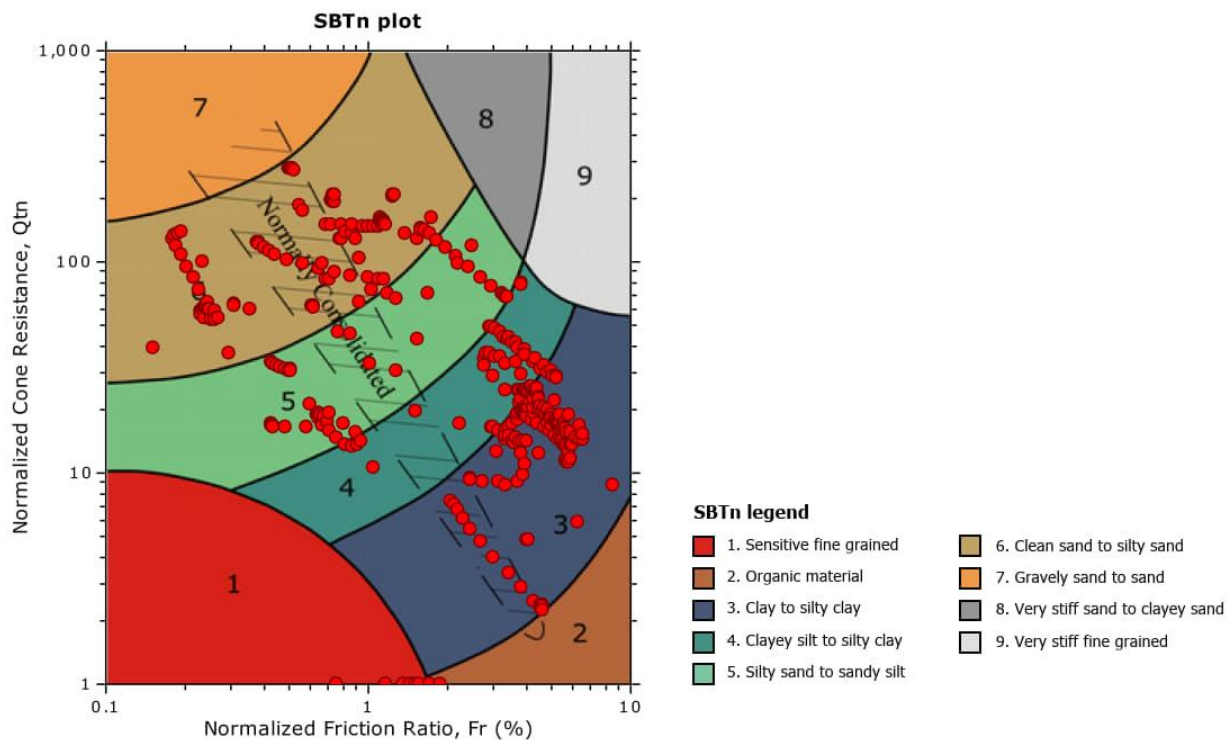 SBTn plot
1,000
100
10
1
Normalized Cone Resistance, Qtn
7
8
9
Normally Consolidated
5
4
3
1
2
0.1
1
10
Normalized Friction Ratio, Fr (%)
SBTn legend
1. Sensitive fine grained
2. Organic material
3. Clay to silty clay
4. Clayey silt to silty clay
5. Silty sand to sandy silt
6. Clean sand to silty sand
7. Gravely sand to sand
8. Very stiff sand to clayey sand
9. Very stiff fine grained